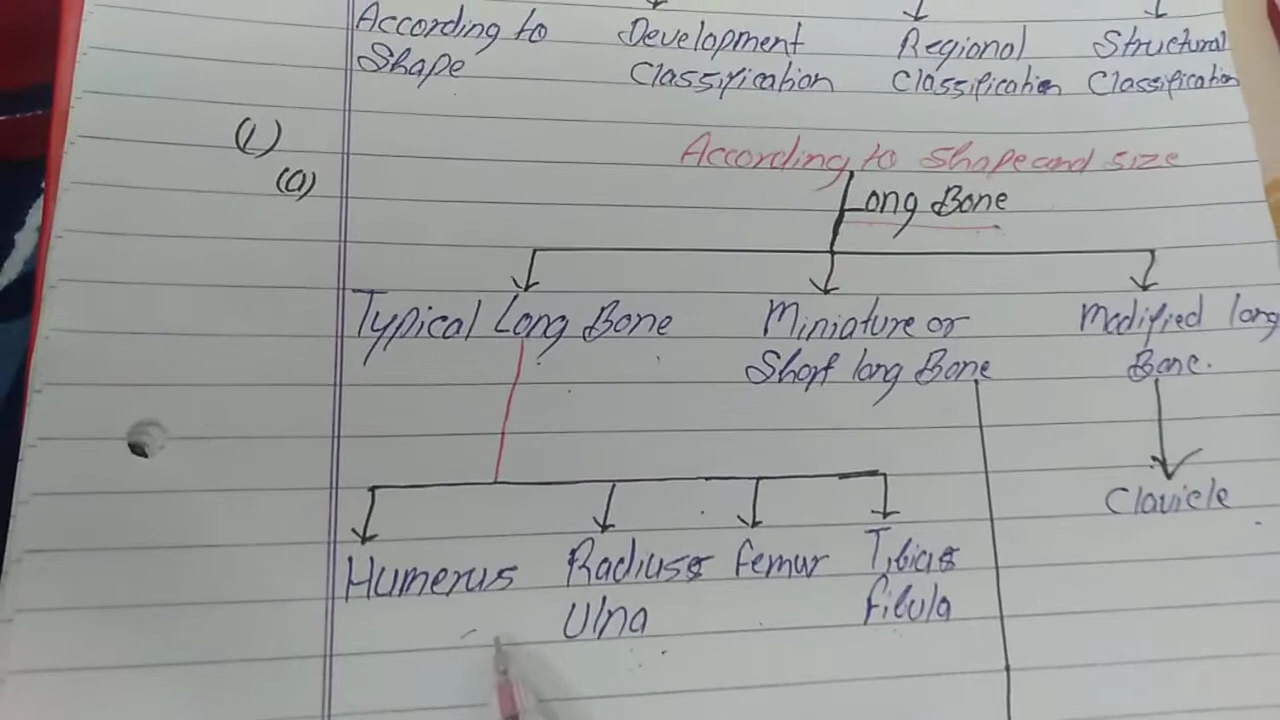 According to Development Regional Structural
Shape Classification Classification Classification
(1) According to Shape and size
(a) Long Bone
Typical Long Bone Miniature or Modified long
Short long Bone Bone.
Clavicle
Humerus Radius & Femur Tibia &
Ulna fibula